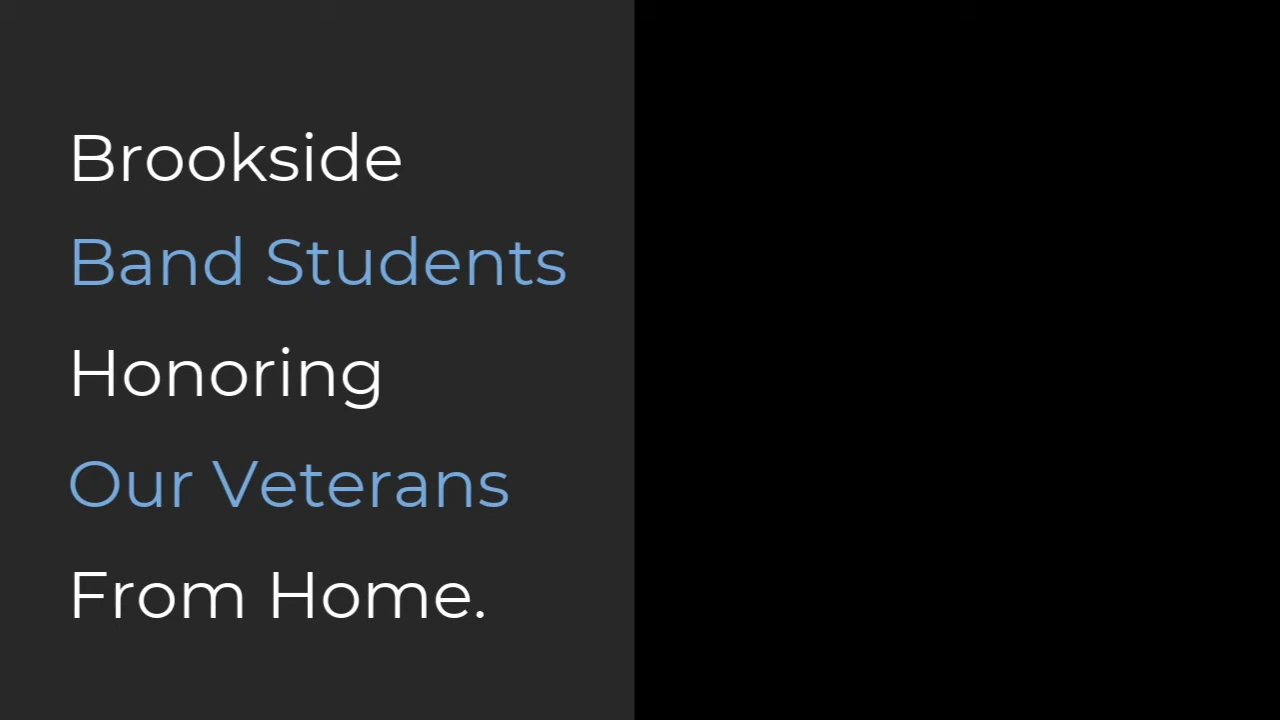 Brookside
Band Students
Honoring
Our Veterans
From Home.